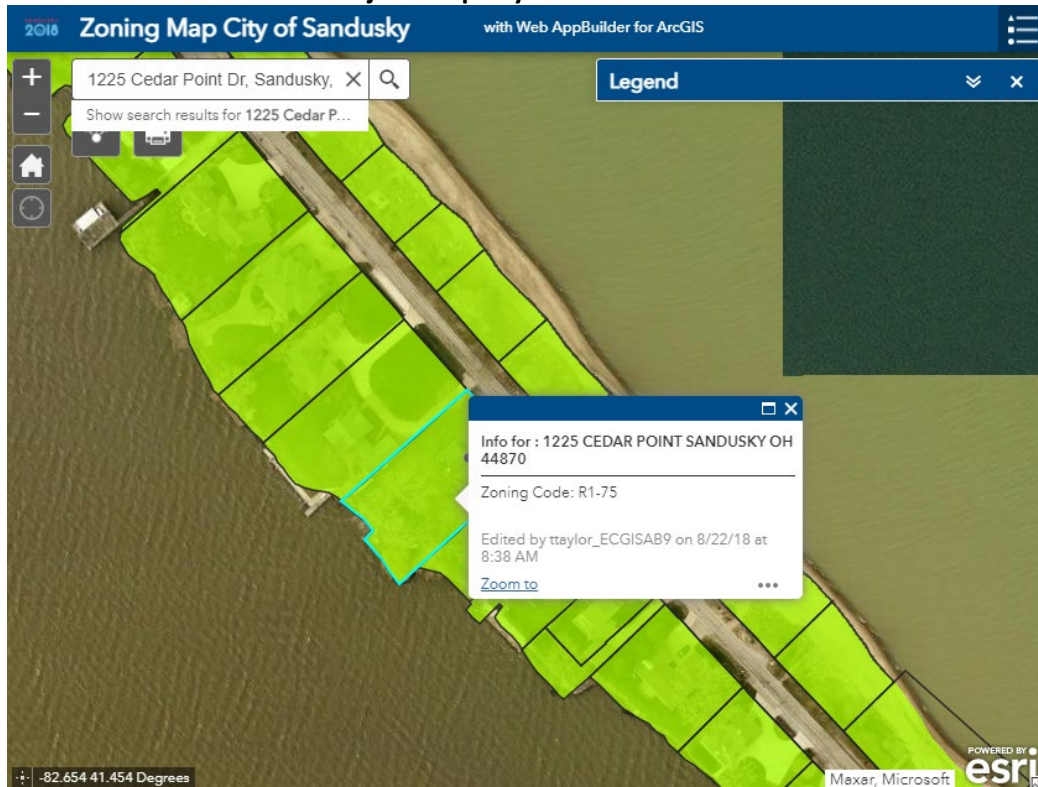 2018 Zoning Map City of Sandusky with Web AppBuilder for ArcGIS
1225 Cedar Point Dr, Sandusky,
Show search results for 1225 Cedar P...
Legend
Info for : 1225 CEDAR POINT SANDUSKY OH
44870
Zoning Code: R1-75
Edited by ttaylor_ECGISAB9 on 8/22/18 at
8:38 AM
Zoom to
-82.654 41.454 Degrees
Maxar, Microsoft
POWERED BY
esri